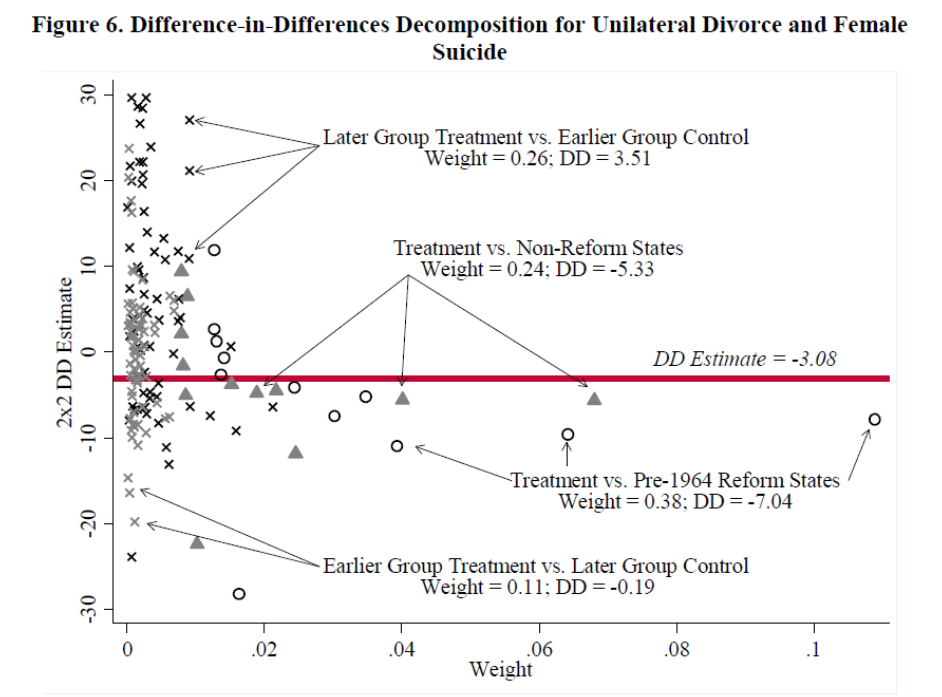 Figure 6. Difference-in-Differences Decomposition for Unilateral Divorce and Female
Suicide
30
20
10
0
-10
-20
-30
2x2 DD Estimate
Later Group Treatment vs. Earlier Group Control
Weight = 0.26; DD = 3.51
Treatment vs. Non-Reform States
Weight = 0.24; DD = -5.33
DD Estimate = -3.08
Treatment vs. Pre-1964 Reform States
Weight = 0.38; DD = -7.04
Earlier Group Treatment vs. Later Group Control
Weight = 0.11; DD = -0.19
0 .02 .04 .06 .08 .1
Weight